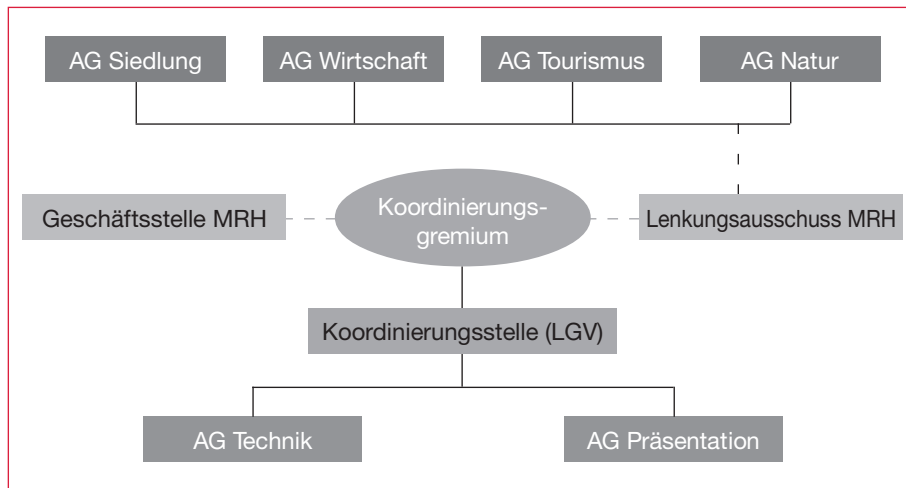 AG Siedlung
AG Wirtschaft
AG Tourismus
AG Natur
Geschäftsstelle MRH
Koordinierungs-
gremium
Lenkungsausschuss MRH
Koordinierungsstelle (LGV)
AG Technik
AG Präsentation